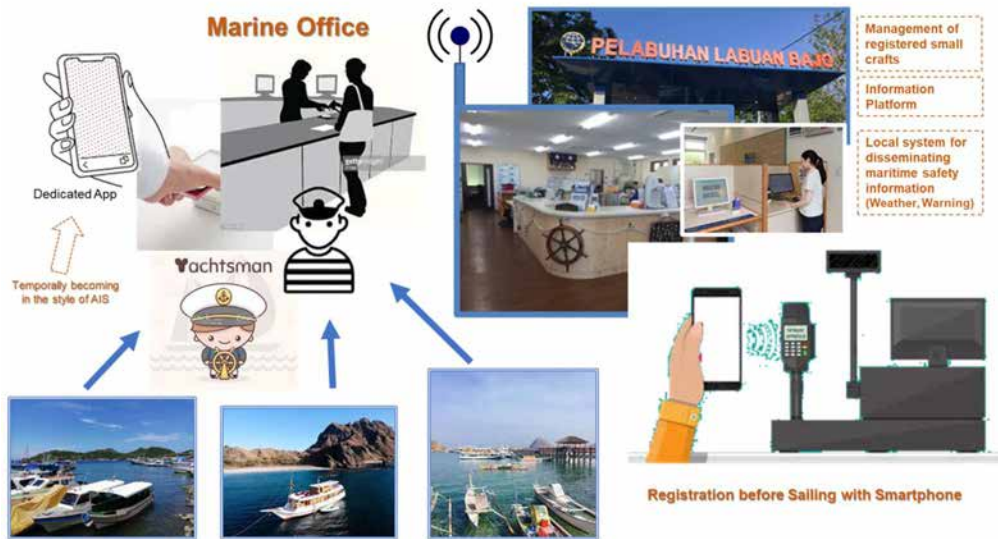 Marine Office
PELABUHAN LABUAN BAJO
Management of
registered small
crafts
Information
Platform
Local system for
disseminating
maritime safety
information
(Weather, Warning)
Dedicated App
Temporally becoming
in the style of AIS
Yachtsman
gettyimages
Registration before Sailing with Smartphone